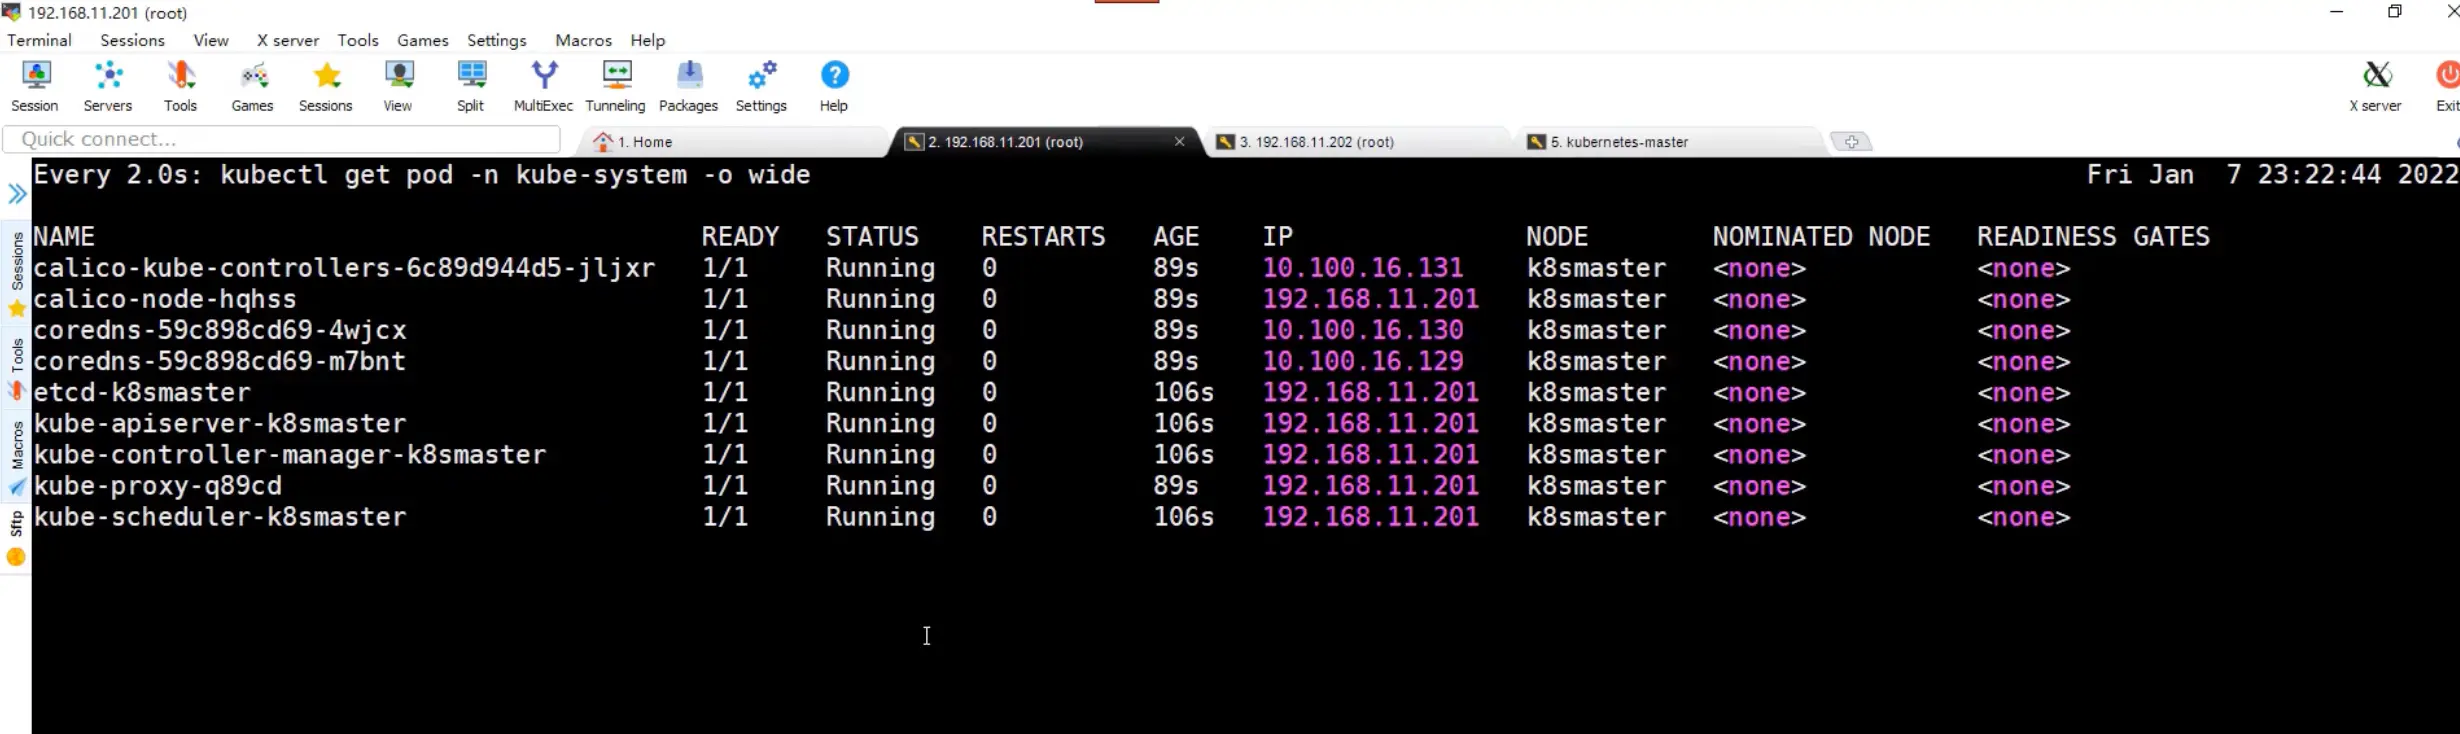 192.168.11.201 (root)
Terminal Sessions View X server Tools Games Settings Macros Help
Session Servers Tools Games Sessions View Split MultiExec Tunneling Packages Settings Help X server Exit
Quick connect... 1. Home 2. 192.168.11.201 (root) 3. 192.168.11.202 (root) 5. kubernetes-master
Every 2.0s: kubectl get pod -n kube-system -o wide Fri Jan 7 23:22:44 2022
NAME READY STATUS RESTARTS AGE IP NODE NOMINATED NODE READINESS GATES
calico-kube-controllers-6c89d944d5-jljxr 1/1 Running 0 89s 10.100.16.131 k8smaster <none> <none>
calico-node-hqhss 1/1 Running 0 89s 192.168.11.201 k8smaster <none> <none>
coredns-59c898cd69-4wjcx 1/1 Running 0 89s 10.100.16.130 k8smaster <none> <none>
coredns-59c898cd69-m7bnt 1/1 Running 0 89s 10.100.16.129 k8smaster <none> <none>
etcd-k8smaster 1/1 Running 0 106s 192.168.11.201 k8smaster <none> <none>
kube-apiserver-k8smaster 1/1 Running 0 106s 192.168.11.201 k8smaster <none> <none>
kube-controller-manager-k8smaster 1/1 Running 0 106s 192.168.11.201 k8smaster <none> <none>
kube-proxy-q89cd 1/1 Running 0 89s 192.168.11.201 k8smaster <none> <none>
kube-scheduler-k8smaster 1/1 Running 0 106s 192.168.11.201 k8smaster <none> <none>
Sessions
Tools
Macros
Sftp